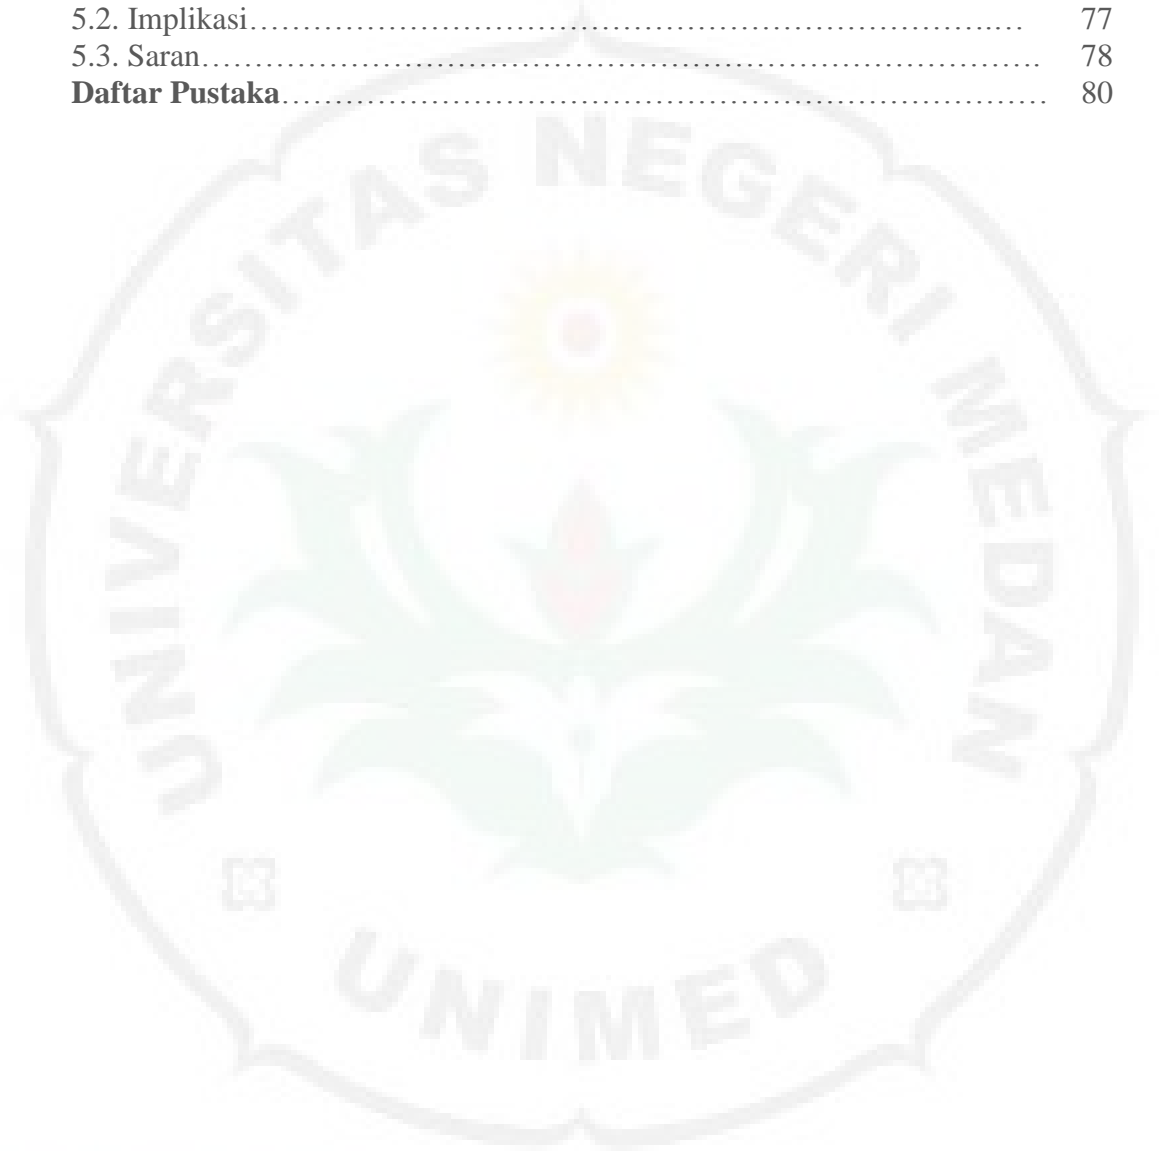 5.2. Implikasi……………………………………………………………………..… 77
5.3. Saran……………………………………………………………………………. 78
Daftar Pustaka……………………………………………………………………… 80
UNIVERSITAS NEGERI MEDAN
UNIMED